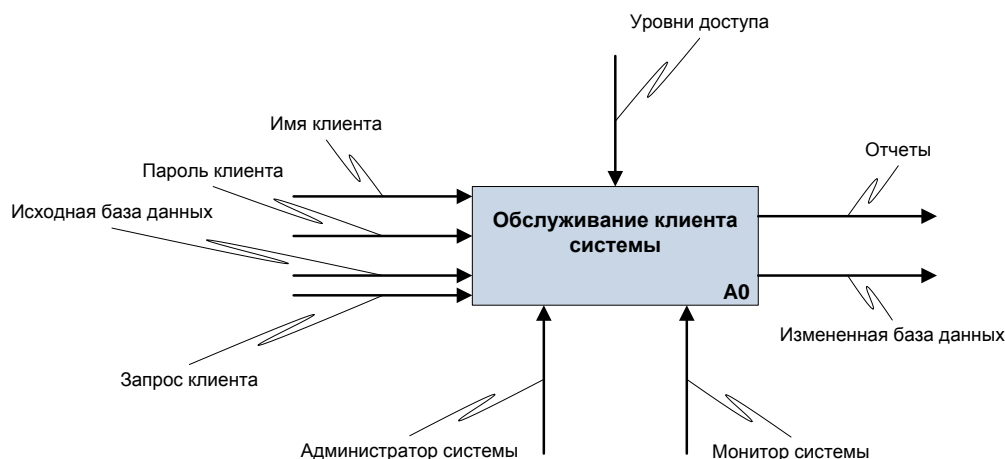 Уровни доступа
Имя клиента
Отчеты
Пароль клиента
Исходная база данных
Обслуживание клиента
системы
A0
Измененная база данных
Запрос клиента
Администратор системы
Монитор системы